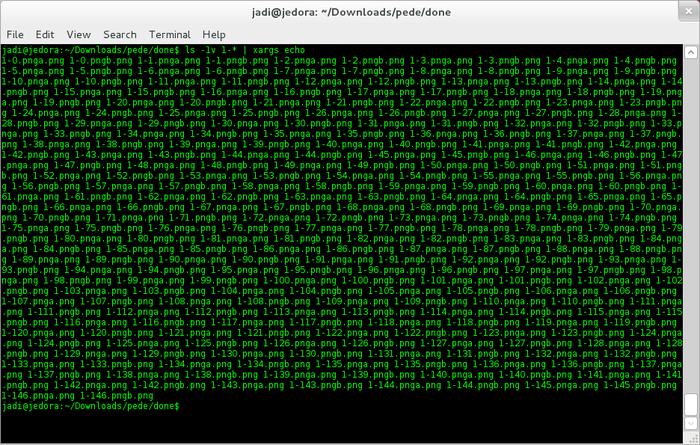 jadi@jedora: ~/Downloads/pede/done
File Edit View Search Terminal Help
jadi@jedora:~/Downloads/pede/done$ ls -1v 1-* | xargs echo
1-0.pnga.png 1-0.pngb.png 1-1.pnga.png 1-1.pngb.png 1-2.pnga.png 1-2.pngb.png 1-3.pnga.png 1-3.pngb.png 1-4.pnga.png 1-4.pngb.png
1-5.pnga.png 1-5.pngb.png 1-6.pnga.png 1-6.pngb.png 1-7.pnga.png 1-7.pngb.png 1-8.pnga.png 1-8.pngb.png 1-9.pnga.png 1-9.pngb.png
1-10.pnga.png 1-10.pngb.png 1-11.pnga.png 1-11.pngb.png 1-12.pnga.png 1-12.pngb.png 1-13.pnga.png 1-13.pngb.png 1-14.pnga.png 1-14
.pngb.png 1-15.pnga.png 1-15.pngb.png 1-16.pnga.png 1-16.pngb.png 1-17.pnga.png 1-17.pngb.png 1-18.pnga.png 1-18.pngb.png 1-19.png
a.png 1-19.pngb.png 1-20.pnga.png 1-20.pngb.png 1-21.pnga.png 1-21.pngb.png 1-22.pnga.png 1-22.pngb.png 1-23.pnga.png 1-23.pngb.pn
g 1-24.pnga.png 1-24.pngb.png 1-25.pnga.png 1-25.pngb.png 1-26.pnga.png 1-26.pngb.png 1-27.pnga.png 1-27.pngb.png 1-28.pnga.png 1-
28.pngb.png 1-29.pnga.png 1-29.pngb.png 1-30.pnga.png 1-30.pngb.png 1-31.pnga.png 1-31.pngb.png 1-32.pnga.png 1-32.pngb.png 1-33.p
nga.png 1-33.pngb.png 1-34.pnga.png 1-34.pngb.png 1-35.pnga.png 1-35.pngb.png 1-36.pnga.png 1-36.pngb.png 1-37.pnga.png 1-37.pngb.
png 1-38.pnga.png 1-38.pngb.png 1-39.pnga.png 1-39.pngb.png 1-40.pnga.png 1-40.pngb.png 1-41.pnga.png 1-41.pngb.png 1-42.pnga.png
1-42.pngb.png 1-43.pnga.png 1-43.pngb.png 1-44.pnga.png 1-44.pngb.png 1-45.pnga.png 1-45.pngb.png 1-46.pnga.png 1-46.pngb.png 1-47
.pnga.png 1-47.pngb.png 1-48.pnga.png 1-48.pngb.png 1-49.pnga.png 1-49.pngb.png 1-50.pnga.png 1-50.pngb.png 1-51.pnga.png 1-51.png
b.png 1-52.pnga.png 1-52.pngb.png 1-53.pnga.png 1-53.pngb.png 1-54.pnga.png 1-54.pngb.png 1-55.pnga.png 1-55.pngb.png 1-56.pnga.pn
g 1-56.pngb.png 1-57.pnga.png 1-57.pngb.png 1-58.pnga.png 1-58.pngb.png 1-59.pnga.png 1-59.pngb.png 1-60.pnga.png 1-60.pngb.png 1-
61.pnga.png 1-61.pngb.png 1-62.pnga.png 1-62.pngb.png 1-63.pnga.png 1-63.pngb.png 1-64.pnga.png 1-64.pngb.png 1-65.pnga.png 1-65.p
ngb.png 1-66.pnga.png 1-66.pngb.png 1-67.pnga.png 1-67.pngb.png 1-68.pnga.png 1-68.pngb.png 1-69.pnga.png 1-69.pngb.png 1-70.pnga.
png 1-70.pngb.png 1-71.pnga.png 1-71.pngb.png 1-72.pnga.png 1-72.pngb.png 1-73.pnga.png 1-73.pngb.png 1-74.pnga.png 1-74.pngb.png
1-75.pnga.png 1-75.pngb.png 1-76.pnga.png 1-76.pngb.png 1-77.pnga.png 1-77.pngb.png 1-78.pnga.png 1-78.pngb.png 1-79.pnga.png 1-79
.pngb.png 1-80.pnga.png 1-80.pngb.png 1-81.pnga.png 1-81.pngb.png 1-82.pnga.png 1-82.pngb.png 1-83.pnga.png 1-83.pngb.png 1-84.png
a.png 1-84.pngb.png 1-85.pnga.png 1-85.pngb.png 1-86.pnga.png 1-86.pngb.png 1-87.pnga.png 1-87.pngb.png 1-88.pnga.png 1-88.pngb.pn
g 1-89.pnga.png 1-89.pngb.png 1-90.pnga.png 1-90.pngb.png 1-91.pnga.png 1-91.pngb.png 1-92.pnga.png 1-92.pngb.png 1-93.pnga.png 1-
93.pngb.png 1-94.pnga.png 1-94.pngb.png 1-95.pnga.png 1-95.pngb.png 1-96.pnga.png 1-96.pngb.png 1-97.pnga.png 1-97.pngb.png 1-98.p
nga.png 1-98.pngb.png 1-99.pnga.png 1-99.pngb.png 1-100.pnga.png 1-100.pngb.png 1-101.pnga.png 1-101.pngb.png 1-102.pnga.png 1-102
.pngb.png 1-103.pnga.png 1-103.pngb.png 1-104.pnga.png 1-104.pngb.png 1-105.pnga.png 1-105.pngb.png 1-106.pnga.png 1-106.pngb.png
1-107.pnga.png 1-107.pngb.png 1-108.pnga.png 1-108.pngb.png 1-109.pnga.png 1-109.pngb.png 1-110.pnga.png 1-110.pngb.png 1-111.pnga
.png 1-111.pngb.png 1-112.pnga.png 1-112.pngb.png 1-113.pnga.png 1-113.pngb.png 1-114.pnga.png 1-114.pngb.png 1-115.pnga.png 1-115
.pngb.png 1-116.pnga.png 1-116.pngb.png 1-117.pnga.png 1-117.pngb.png 1-118.pnga.png 1-118.pngb.png 1-119.pnga.png 1-119.pngb.png
1-120.pnga.png 1-120.pngb.png 1-121.pnga.png 1-121.pngb.png 1-122.pnga.png 1-122.pngb.png 1-123.pnga.png 1-123.pngb.png 1-124.pnga
.png 1-124.pngb.png 1-125.pnga.png 1-125.pngb.png 1-126.pnga.png 1-126.pngb.png 1-127.pnga.png 1-127.pngb.png 1-128.pnga.png 1-128
.pngb.png 1-129.pnga.png 1-129.pngb.png 1-130.pnga.png 1-130.pngb.png 1-131.pnga.png 1-131.pngb.png 1-132.pnga.png 1-132.pngb.png
1-133.pnga.png 1-133.pngb.png 1-134.pnga.png 1-134.pngb.png 1-135.pnga.png 1-135.pngb.png 1-136.pnga.png 1-136.pngb.png 1-137.pnga
.png 1-137.pngb.png 1-138.pnga.png 1-138.pngb.png 1-139.pnga.png 1-139.pngb.png 1-140.pnga.png 1-140.pngb.png 1-141.pnga.png 1-141
.pngb.png 1-142.pnga.png 1-142.pngb.png 1-143.pnga.png 1-143.pngb.png 1-144.pnga.png 1-144.pngb.png 1-145.pnga.png 1-145.pngb.png
1-146.pnga.png 1-146.pngb.png
jadi@jedora:~/Downloads/pede/done$